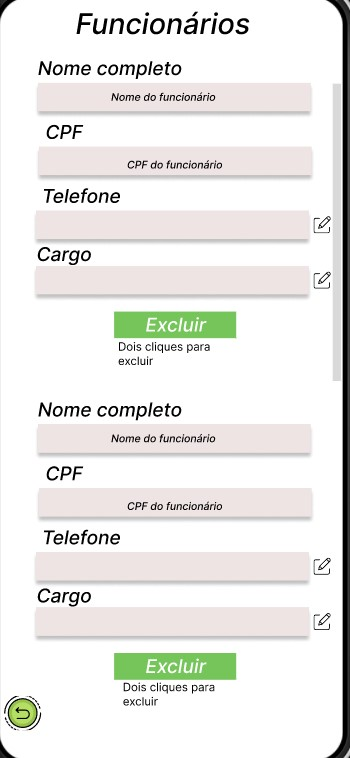 Funcionários
Nome completo
Nome do funcionário
CPF
CPF do funcionário
Telefone
Cargo
Excluir
Dois cliques para
excluir
Nome completo
Nome do funcionário
CPF
CPF do funcionário
Telefone
Cargo
Excluir
Dois cliques para
excluir